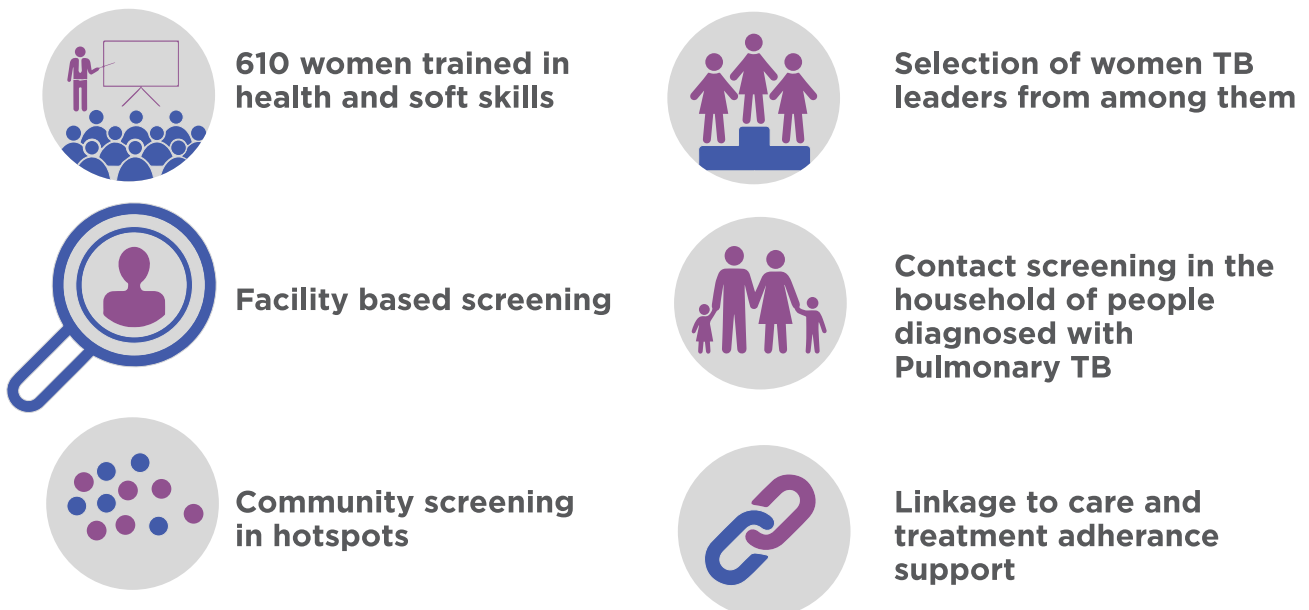 610 women trained in
health and soft skills
Selection of women TB
leaders from among them
Facility based screening
Contact screening in the
household of people
diagnosed with
Pulmonary TB
Community screening
in hotspots
Linkage to care and
treatment adherance
support